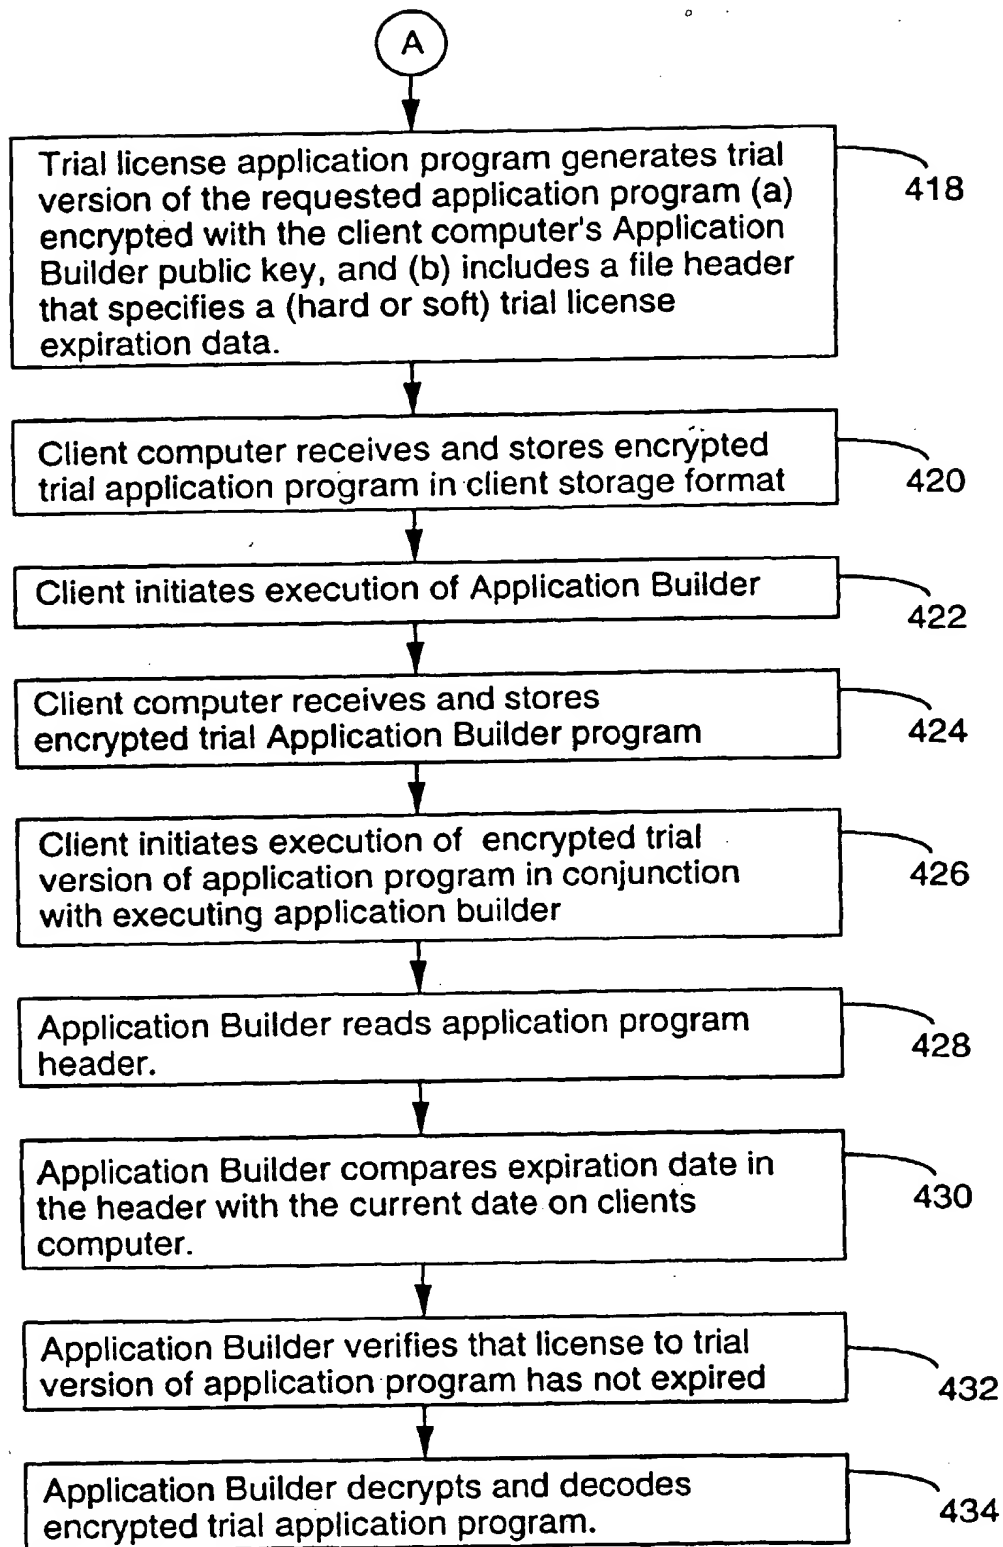 A
Trial license application program generates trial
version of the requested application program (a)
encrypted with the client computer's Application
Builder public key, and (b) includes a file header
that specifies a (hard or soft) trial license
expiration data.
418
Client computer receives and stores encrypted
trial application program in client storage format
420
Client initiates execution of Application Builder
422
Client computer receives and stores
encrypted trial Application Builder program
424
Client initiates execution of encrypted trial
version of application program in conjunction
with executing application builder
426
Application Builder reads application program
header.
428
Application Builder compares expiration date in
the header with the current date on clients
computer.
430
Application Builder verifies that license to trial
version of application program has not expired
432
Application Builder decrypts and decodes
encrypted trial application program.
434